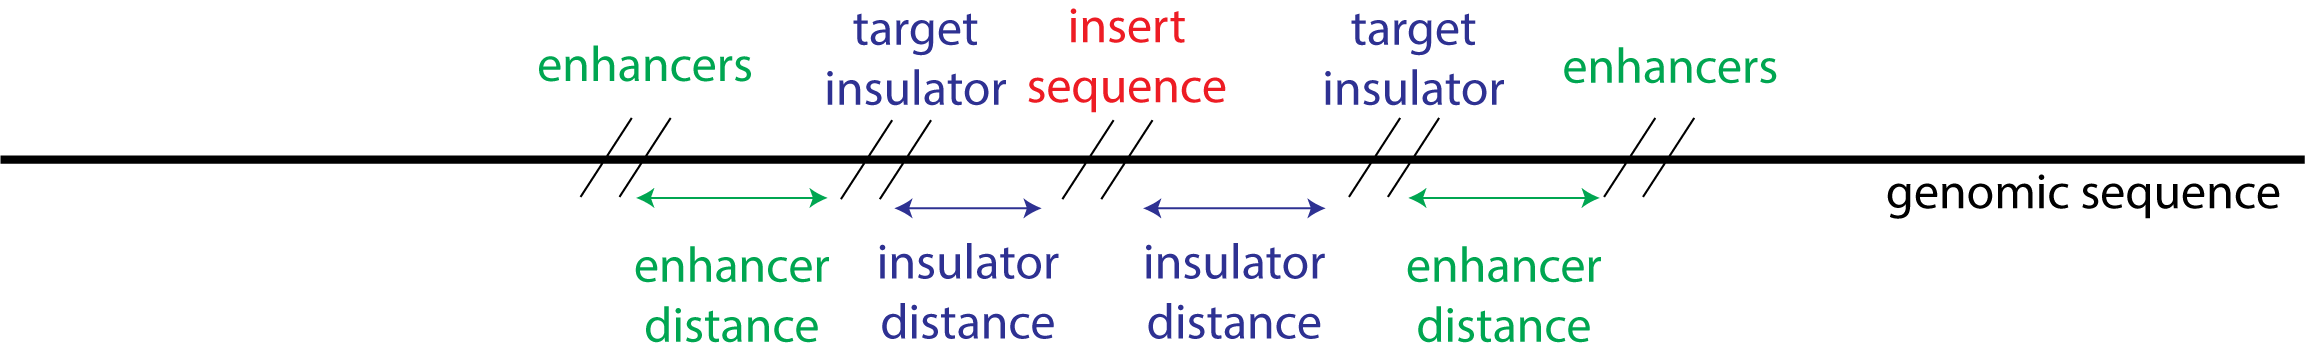 enhancers
target
insulator
insert
sequence
target
insulator
enhancers
genomic sequence
enhancer
distance
insulator
distance
insulator
distance
enhancer
distance